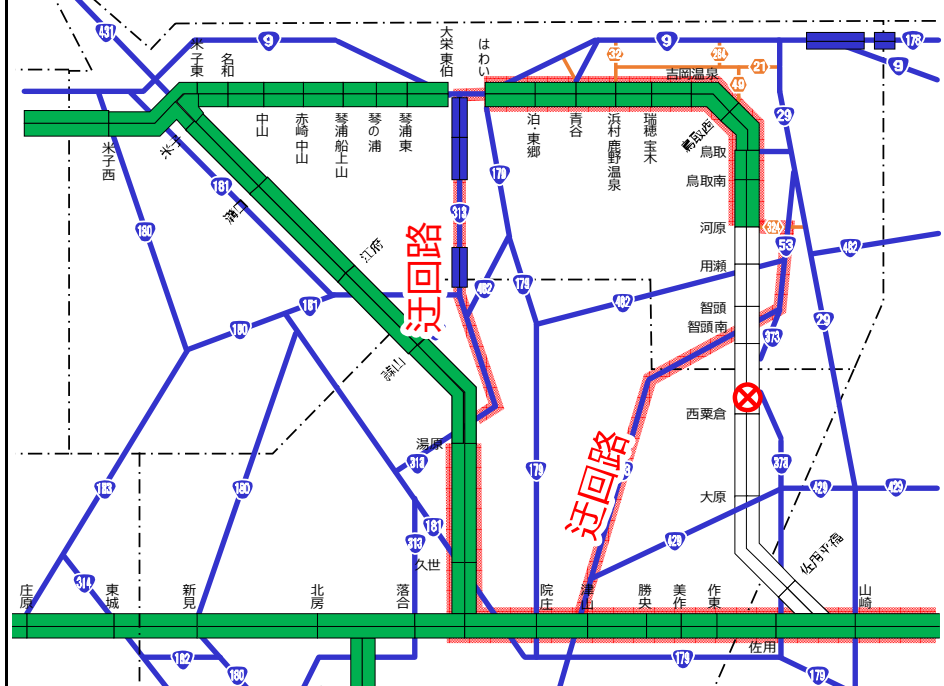 431
9
9
178
9
米子東
名和
大栄東伯
はわい
32
284
21
49
吉岡温泉
29
米子西
米子
中山
赤碕中山
琴浦船上山
琴の浦
琴浦東
泊・東郷
青谷
浜村鹿野温泉
瑞穂宝木
鳥取西
鳥取
鳥取南
181
溝口
179
313
180
河原
324
53
482
江府
迂回路
用瀬
482
179
482
181
180
智頭
智頭南
373
29
蒜山
西粟倉
湯原
313
迂回路
53
179
373
大原
429
429
183
180
181
313
429
久世
佐用平福
314
庄原
東城
新見
北房
落合
院庄
津山
勝央
美作
作東
山崎
佐用
182
180
179
179